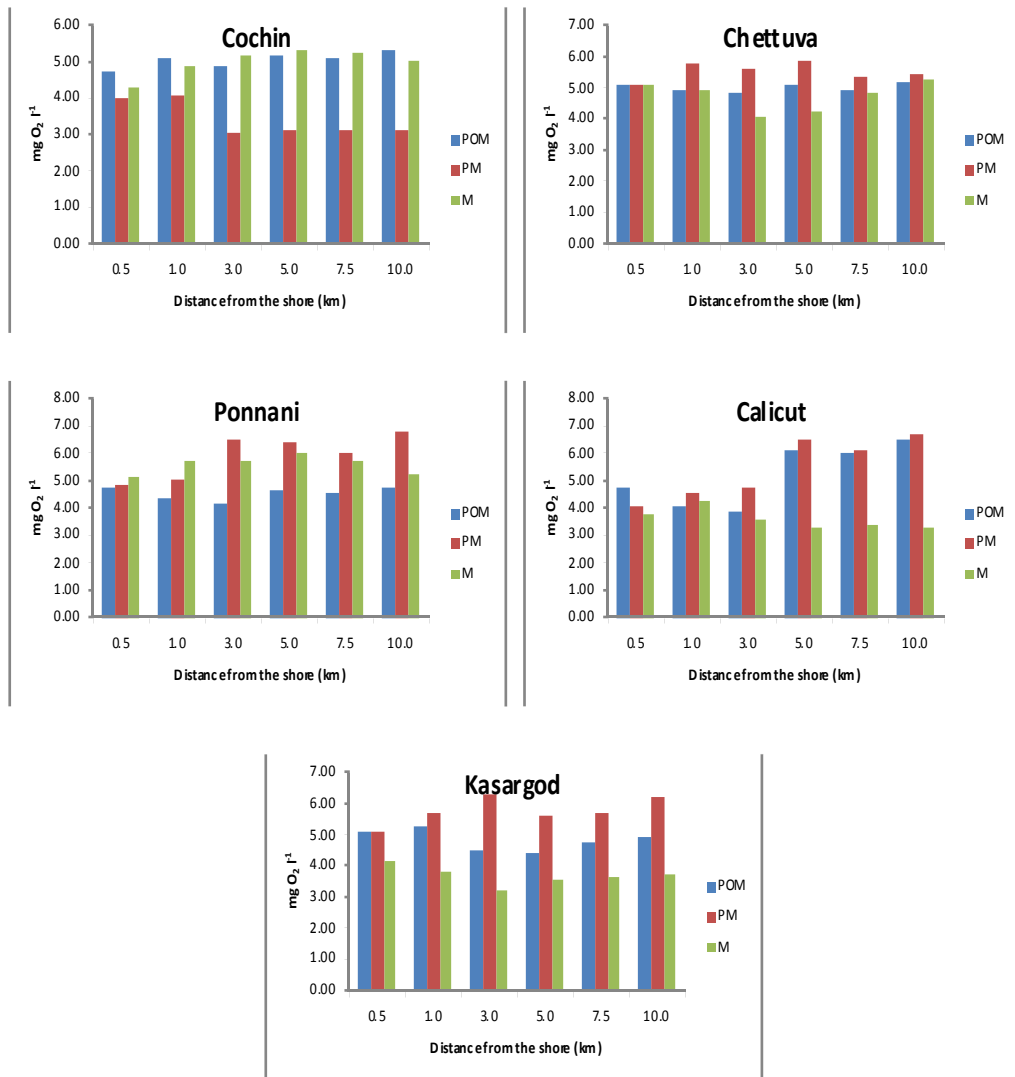 Cochin
6.00
5.00
4.00
3.00
2.00
1.00
0.00
mg O₂ l⁻¹
0.5 1.0 3.0 5.0 7.5 10.0
Distance from the shore (km)
POM
PM
M
Chettuva
7.00
6.00
5.00
4.00
3.00
2.00
1.00
0.00
mg O₂ l⁻¹
0.5 1.0 3.0 5.0 7.5 10.0
Distance from the shore (km)
POM
PM
M
Ponnani
8.00
7.00
6.00
5.00
4.00
3.00
2.00
1.00
0.00
mg O₂ l⁻¹
0.5 1.0 3.0 5.0 7.5 10.0
Distance from the shore (km)
POM
PM
M
Calicut
8.00
7.00
6.00
5.00
4.00
3.00
2.00
1.00
0.00
mg O₂ l⁻¹
0.5 1.0 3.0 5.0 7.5 10.0
Distance from the shore (km)
POM
PM
M
Kasargod
7.00
6.00
5.00
4.00
3.00
2.00
1.00
0.00
mg O₂ l⁻¹
0.5 1.0 3.0 5.0 7.5 10.0
Distance from the shore (km)
POM
PM
M